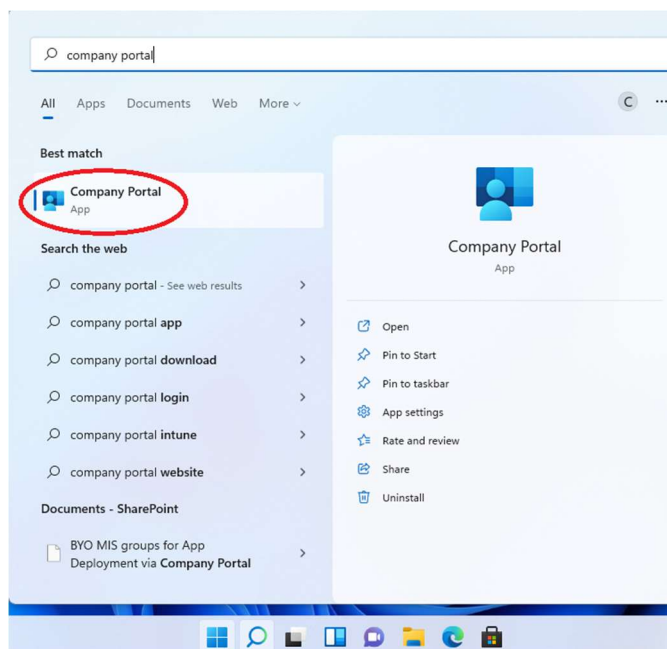 company portal
All Apps Documents Web More
C ...
Best match
Company Portal
App
Search the web
company portal - See web results
company portal app
company portal download
company portal login
company portal intune
company portal website
Documents - SharePoint
BYO MIS groups for App
Deployment via Company Portal
Company Portal
App
Open
Pin to Start
Pin to taskbar
App settings
Rate and review
Share
Uninstall